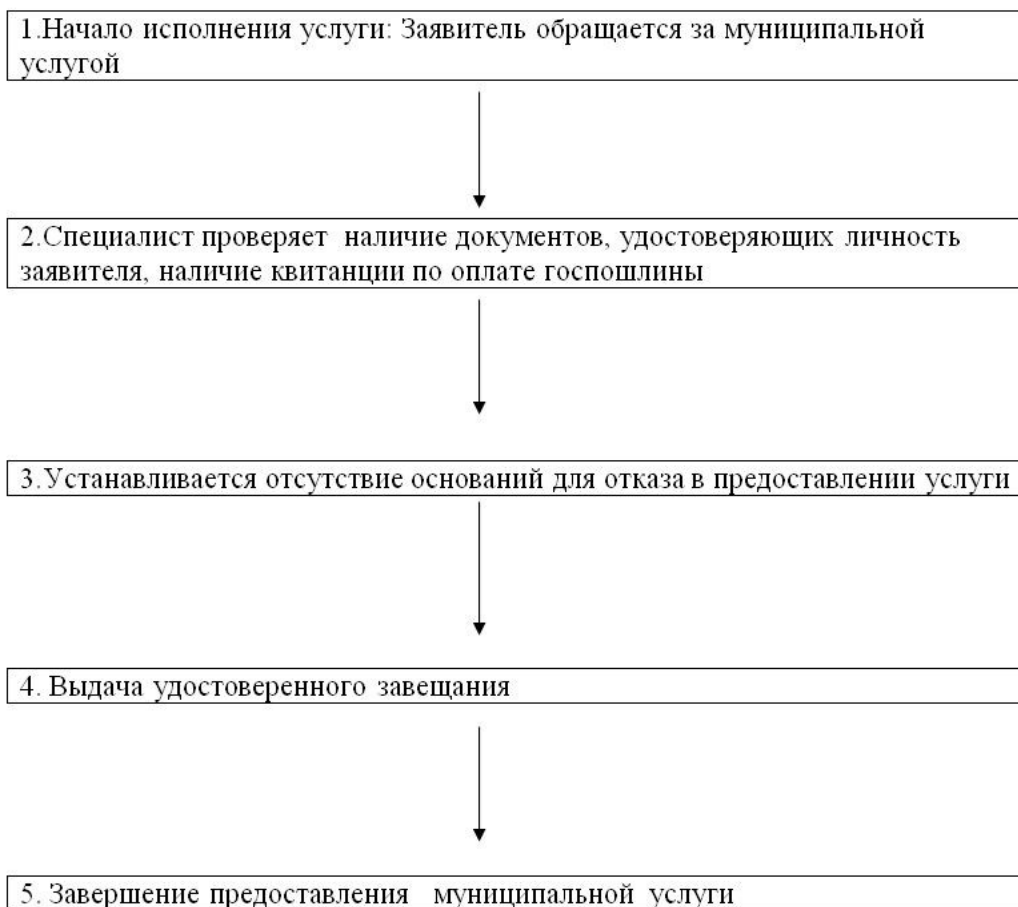 1.Начало исполнения услуги: Заявитель обращается за муниципальной
услугой
2.Специалист проверяет наличие документов, удостоверяющих личность
заявителя, наличие квитанции по оплате госпошлины
3.Устанавливается отсутствие оснований для отказа в предоставлении услуги
4. Выдача удостоверенного завещания
5. Завершение предоставления муниципальной услуги